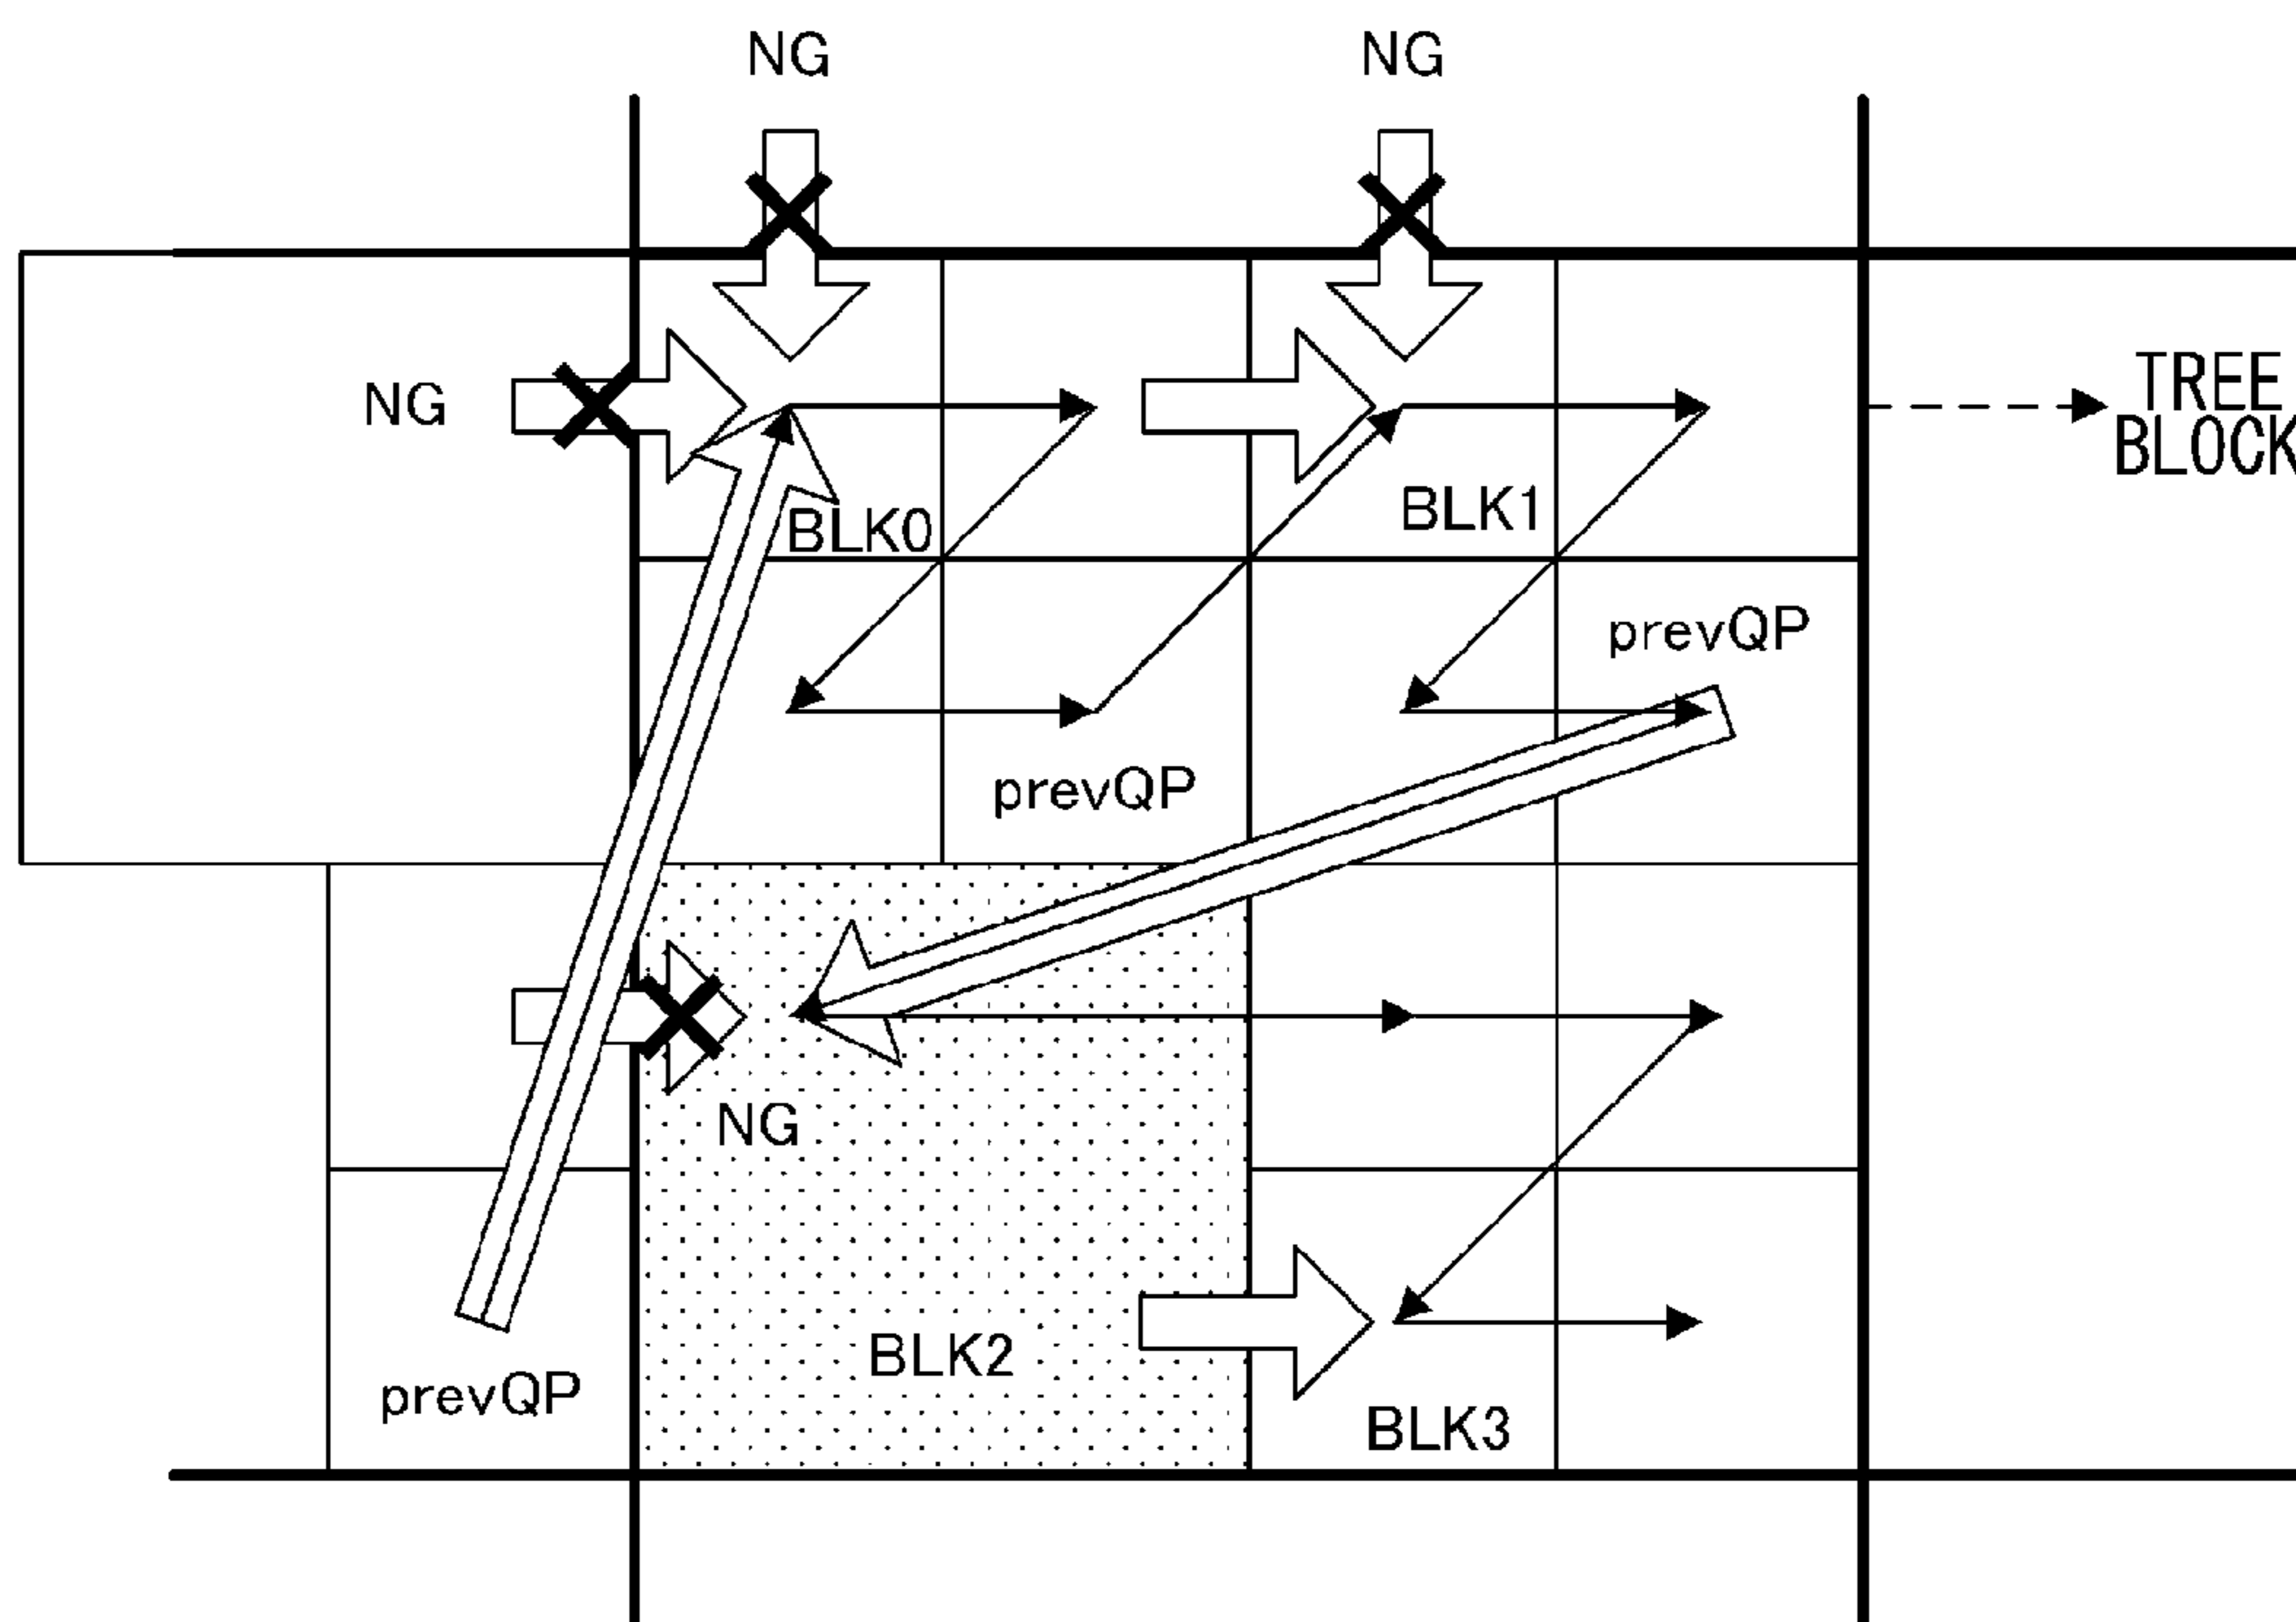 NG
NG
NG
TREE
BLOCK
BLK0
BLK1
prevQP
prevQP
NG
BLK2
prevQP
BLK3